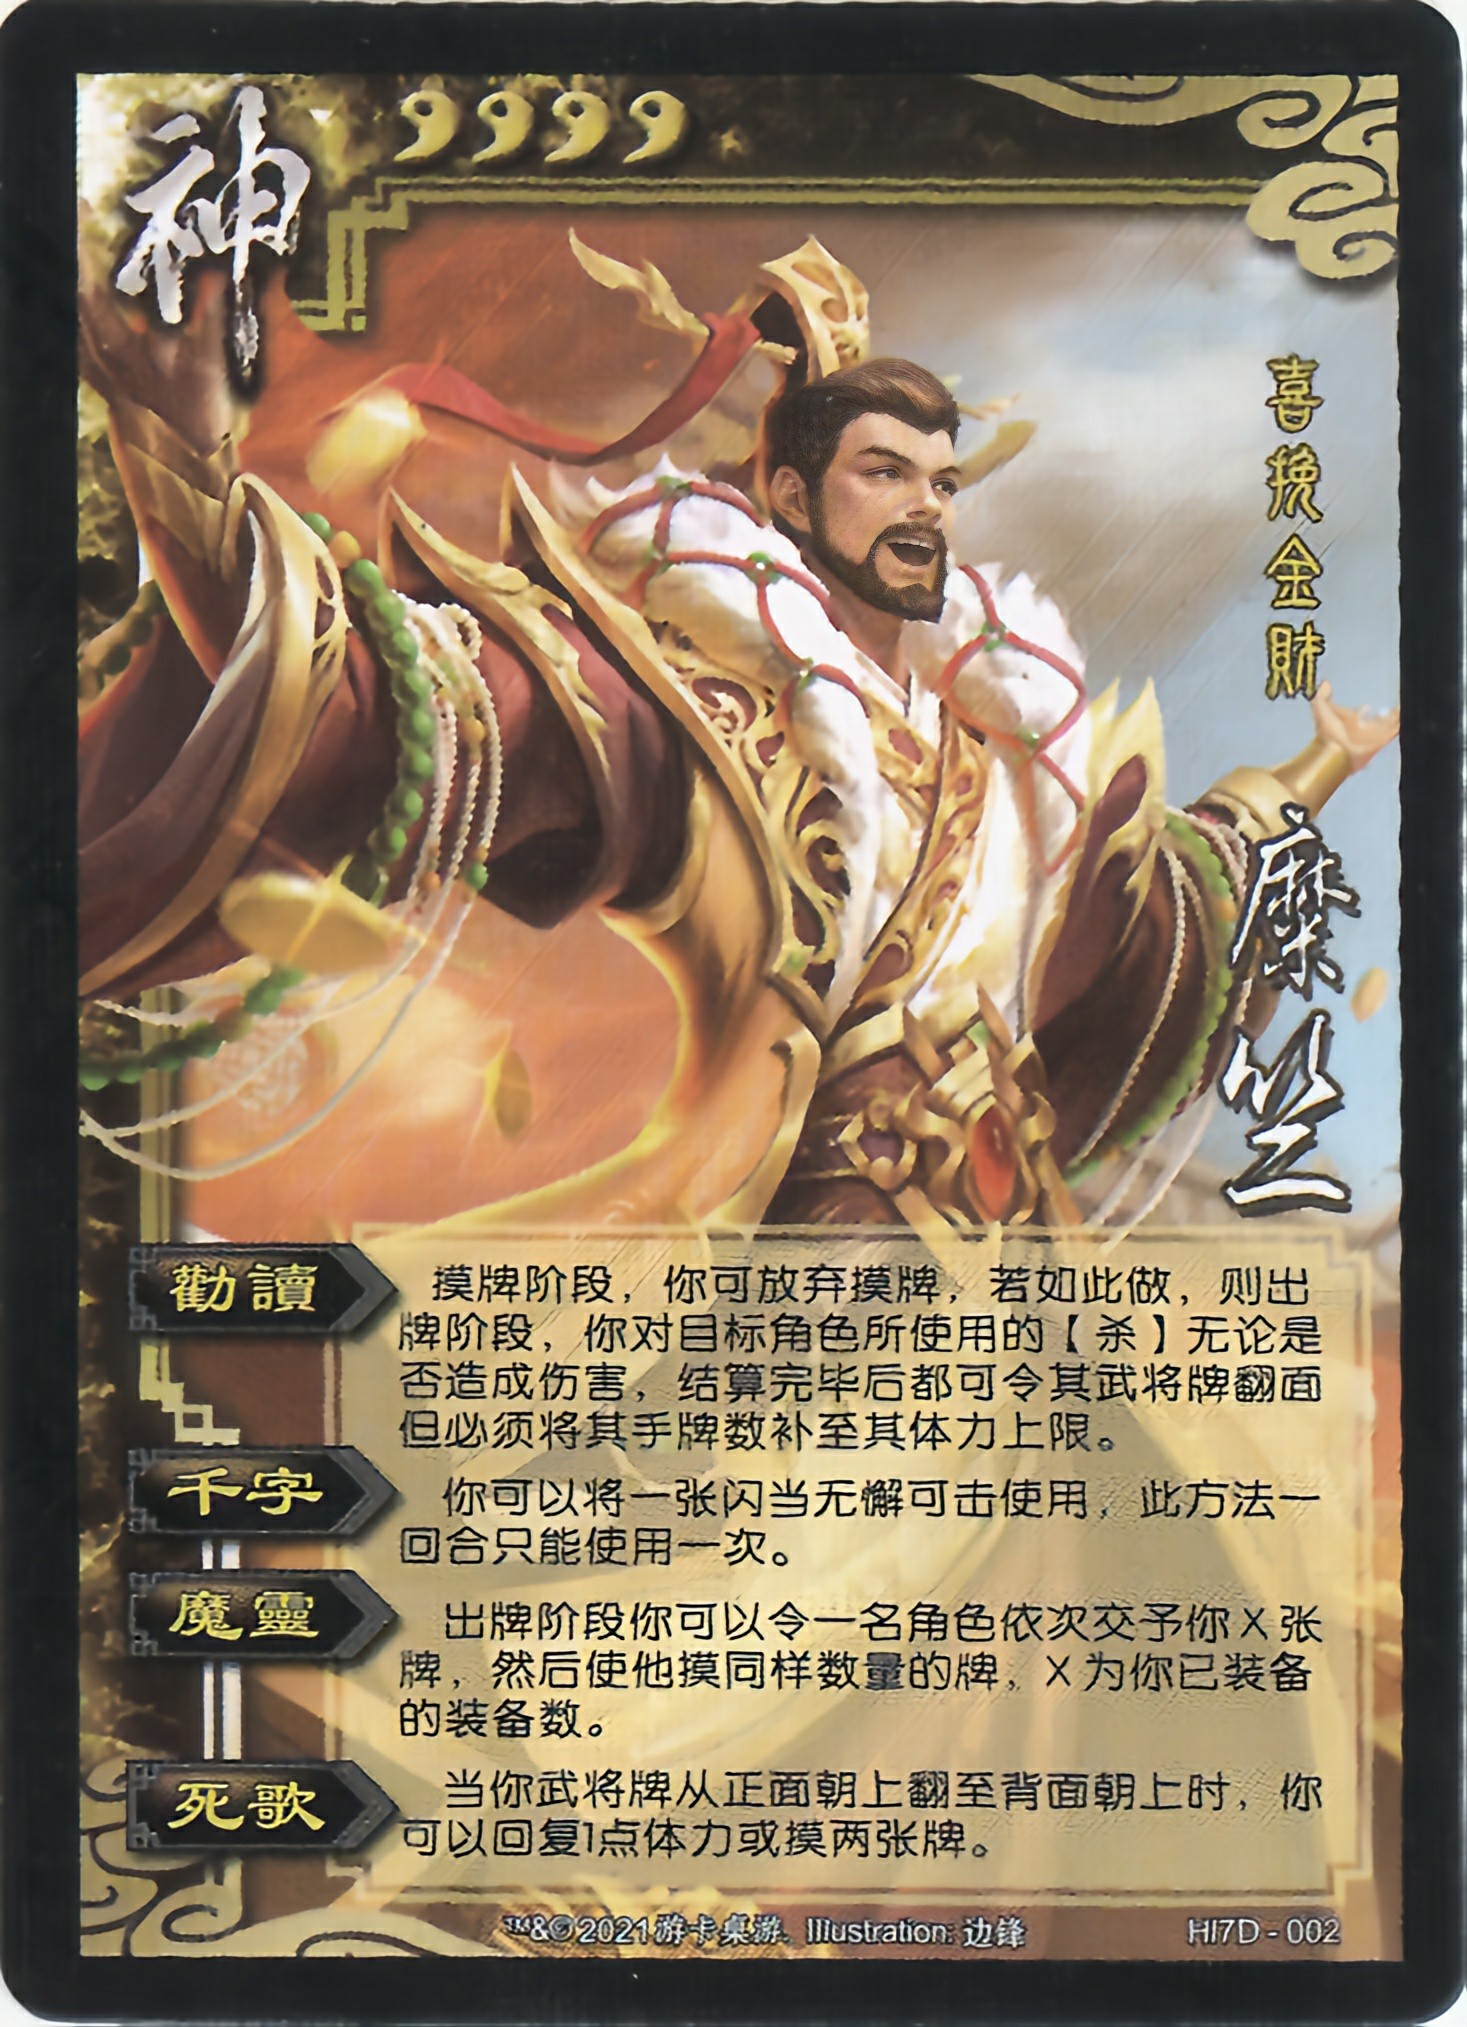 神
喜挽金財
糜竺
勸讀
摸牌阶段，你可放弃摸牌，若如此做，则出
牌阶段，你对目标角色所使用的【杀】无论是
否造成伤害，结算完毕后都可令其武将牌翻面
但必须将其手牌数补至其体力上限。
千字
你可以将一张闪当无懈可击使用，此方法一
回合只能使用一次。
魔靈
出牌阶段你可以令一名角色依次交予你X张
牌，然后使他摸同样数量的牌，X为你已装备
的装备数。
死歌
当你武将牌从正面朝上翻至背面朝上时，你
可以回复1点体力或摸两张牌。
™&©2021游卡桌游. Illustration: 边锋
HI7D - 002